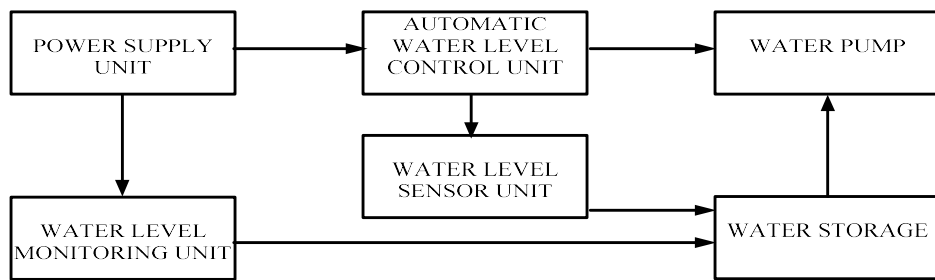 POWER SUPPLY
UNIT
AUTOMATIC
WATER LEVEL
CONTROL UNIT
WATER PUMP
WATER LEVEL
SENSOR UNIT
WATER LEVEL
MONITORING UNIT
WATER STORAGE